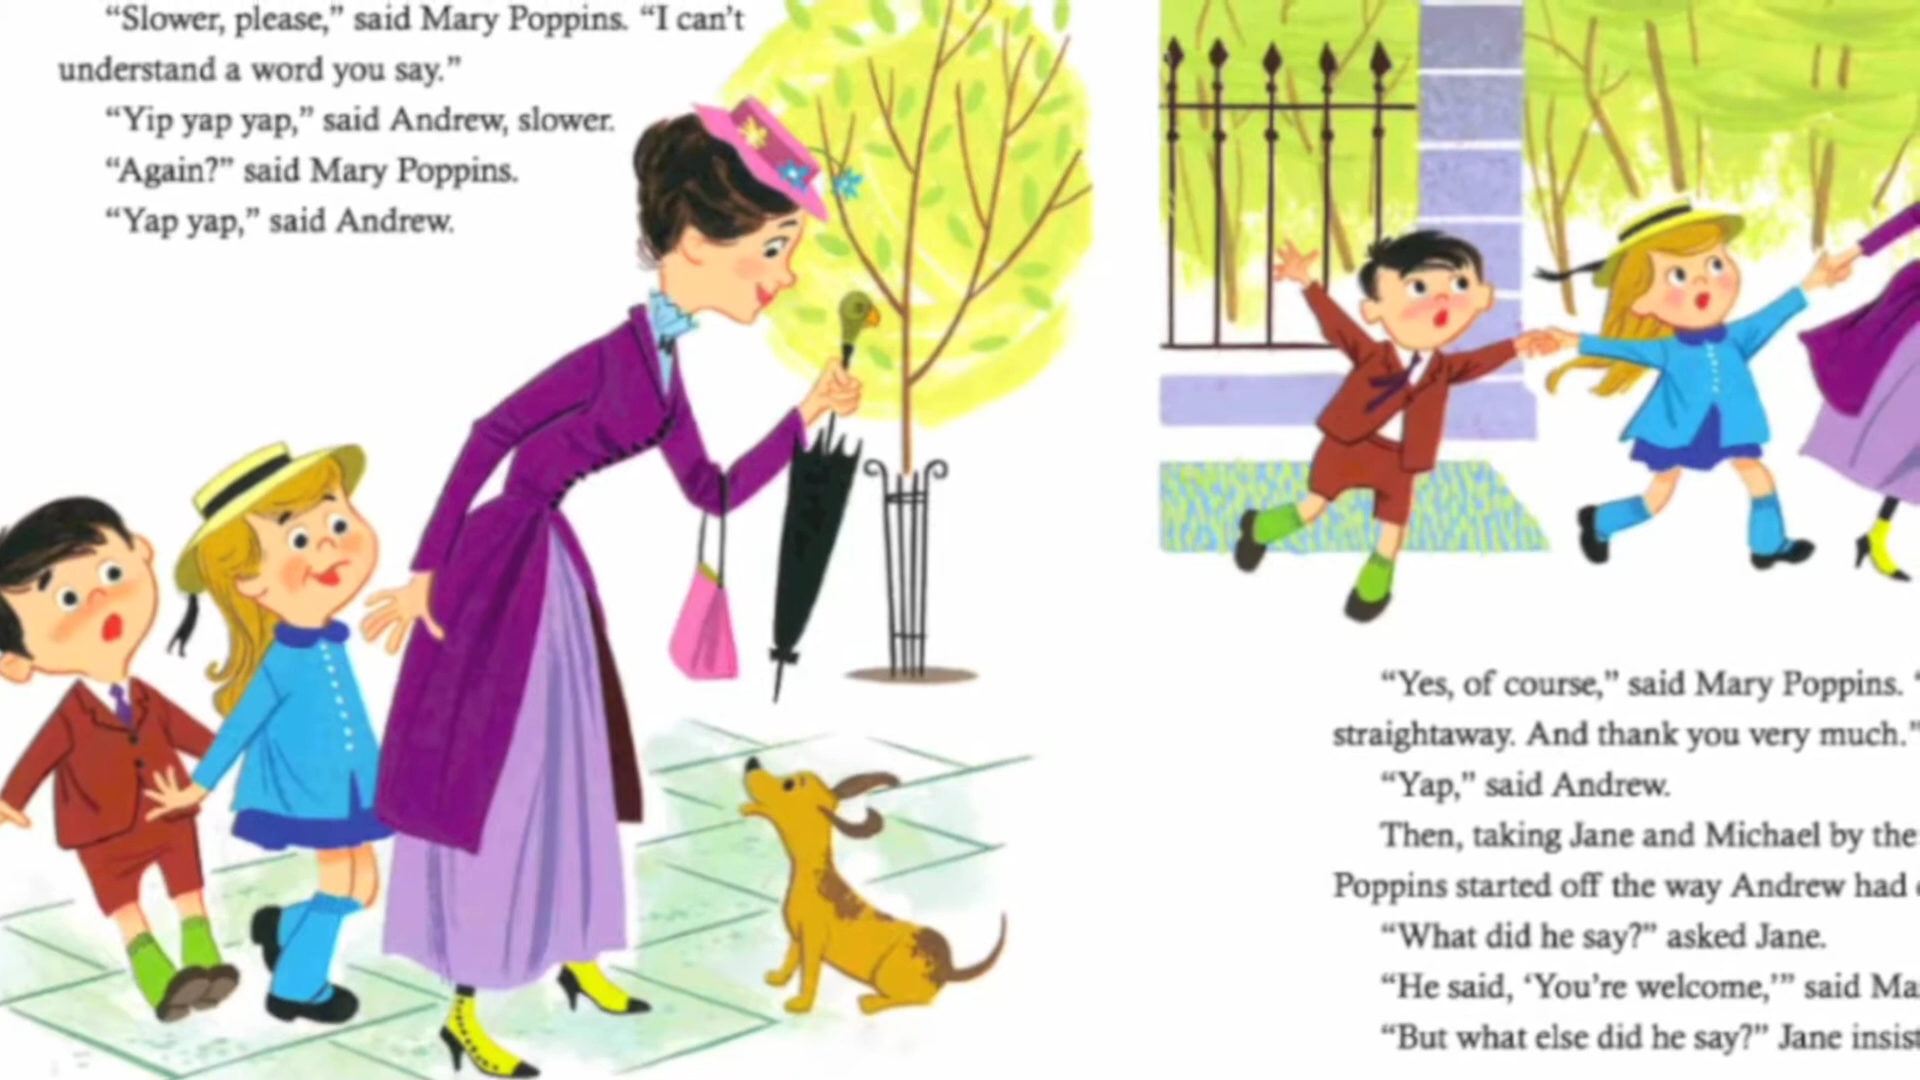 “Slower, please,” said Mary Poppins. “I can’t
understand a word you say.”
“Yip yap yap,” said Andrew, slower.
“Again?” said Mary Poppins.
“Yap yap,” said Andrew.
“Yes, of course,” said Mary Poppins. “
straightaway. And thank you very much.”
“Yap,” said Andrew.
Then, taking Jane and Michael by the
Poppins started off the way Andrew had
“What did he say?” asked Jane.
“He said, ‘You’re welcome,’” said Ma
“But what else did he say?” Jane insist